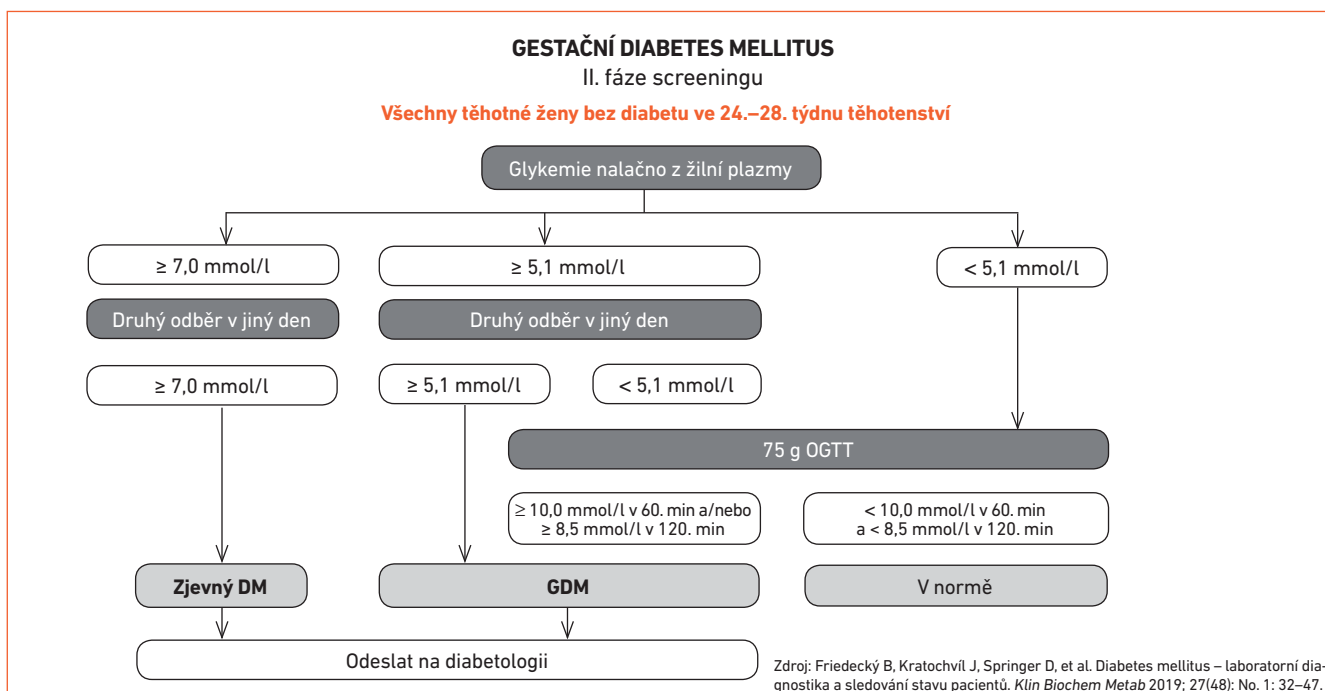 GESTAČNÍ DIABETES MELLITUS
II. fáze screeningu
Všechny těhotné ženy bez diabetu ve 24.–28. týdnu těhotenství
Glykemie nalačno z žilní plazmy
≥ 7,0 mmol/l
≥ 5,1 mmol/l
< 5,1 mmol/l
Druhý odběr v jiný den
Druhý odběr v jiný den
≥ 7,0 mmol/l
≥ 5,1 mmol/l
< 5,1 mmol/l
75 g OGTT
≥ 10,0 mmol/l v 60. min a/nebo
≥ 8,5 mmol/l v 120. min
< 10,0 mmol/l v 60. min
a < 8,5 mmol/l v 120. min
Zjevný DM
GDM
V normě
Odeslat na diabetologii
Zdroj: Friedecký B, Kratochvíl J, Springer D, et al. Diabetes mellitus – laboratorní dia-
gnostika a sledování stavu pacientů. Klin Biochem Metab 2019; 27(48): No. 1: 32–47.